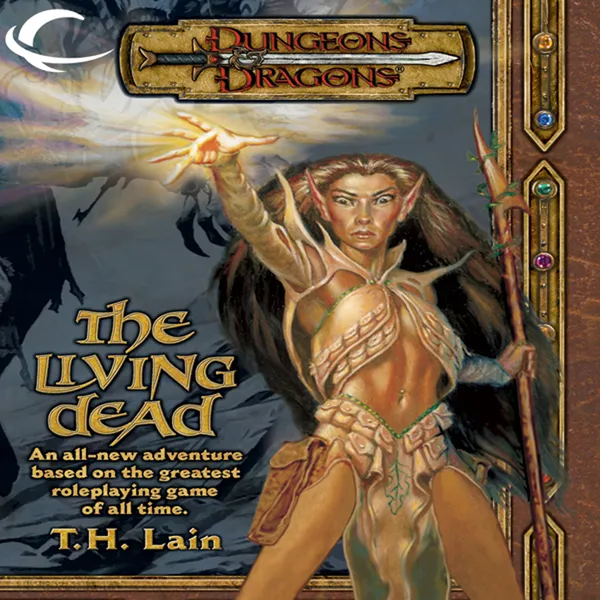 DUNGEONS
&
DRAGONS®
THE
LIVING
DEAD
An all-new adventure
based on the greatest
roleplaying game
of all time.
T.H. Lain